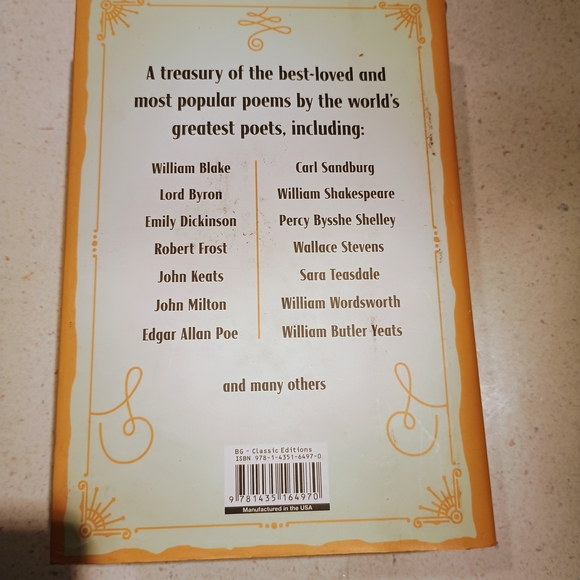 A treasury of the best-loved and
most popular poems by the world's
greatest poets, including:
William Blake
Lord Byron
Emily Dickinson
Robert Frost
John Keats
John Milton
Edgar Allan Poe
Carl Sandburg
William Shakespeare
Percy Bysshe Shelley
Wallace Stevens
Sara Teasdale
William Wordsworth
William Butler Yeats
and many others
BG - Classic Editions
ISBN 978-1-4351-6497-0
9 781435 164970
Manufactured in the USA